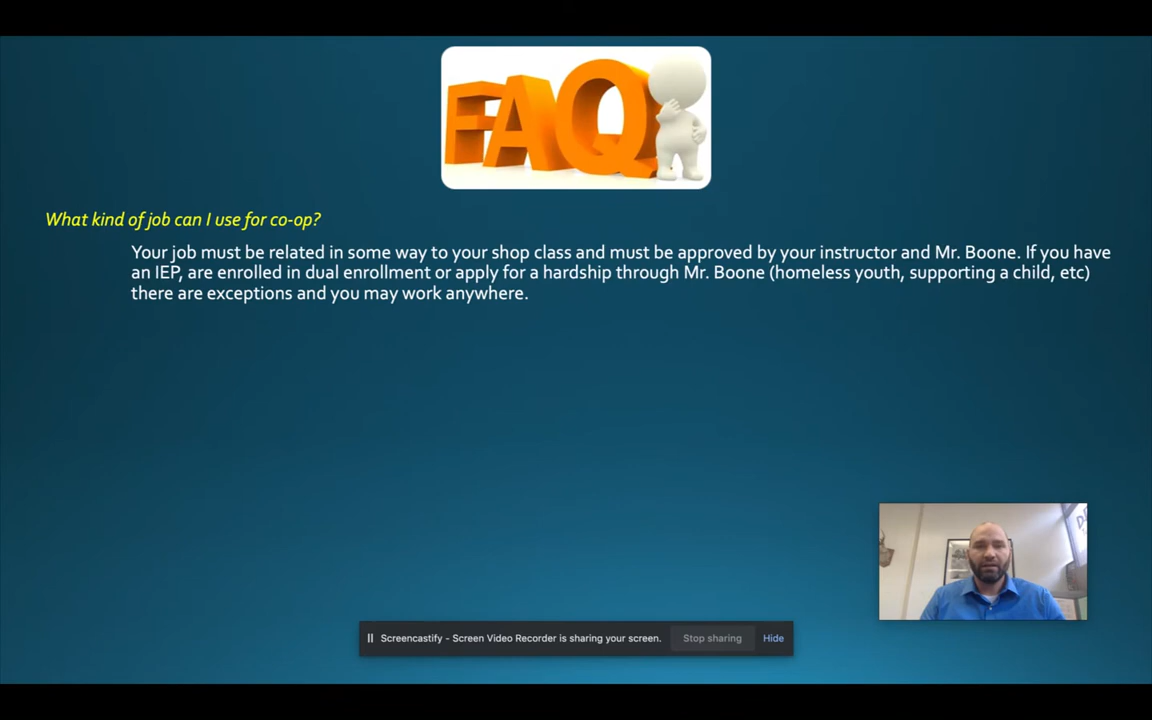 FAQ
What kind of job can I use for co-op?
Your job must be related in some way to your shop class and must be approved by your instructor and Mr. Boone. If you have
an IEP, are enrolled in dual enrollment or apply for a hardship through Mr. Boone (homeless youth, supporting a child, etc)
there are exceptions and you may work anywhere.
Screencastify - Screen Video Recorder is sharing your screen. Stop sharing Hide